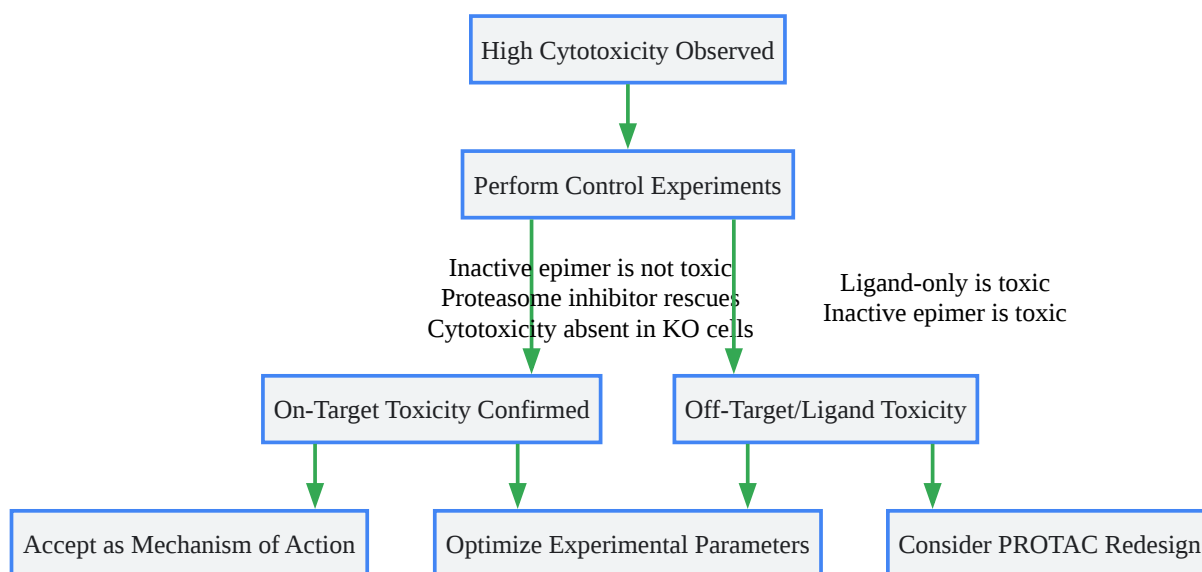 High Cytotoxicity Observed
Perform Control Experiments
Inactive epimer is not toxic
Proteasome inhibitor rescues
Cytotoxicity absent in KO cells
Ligand-only is toxic
Inactive epimer is toxic
On-Target Toxicity Confirmed
Off-Target/Ligand Toxicity
Accept as Mechanism of Action
Optimize Experimental Parameters
Consider PROTAC Redesign